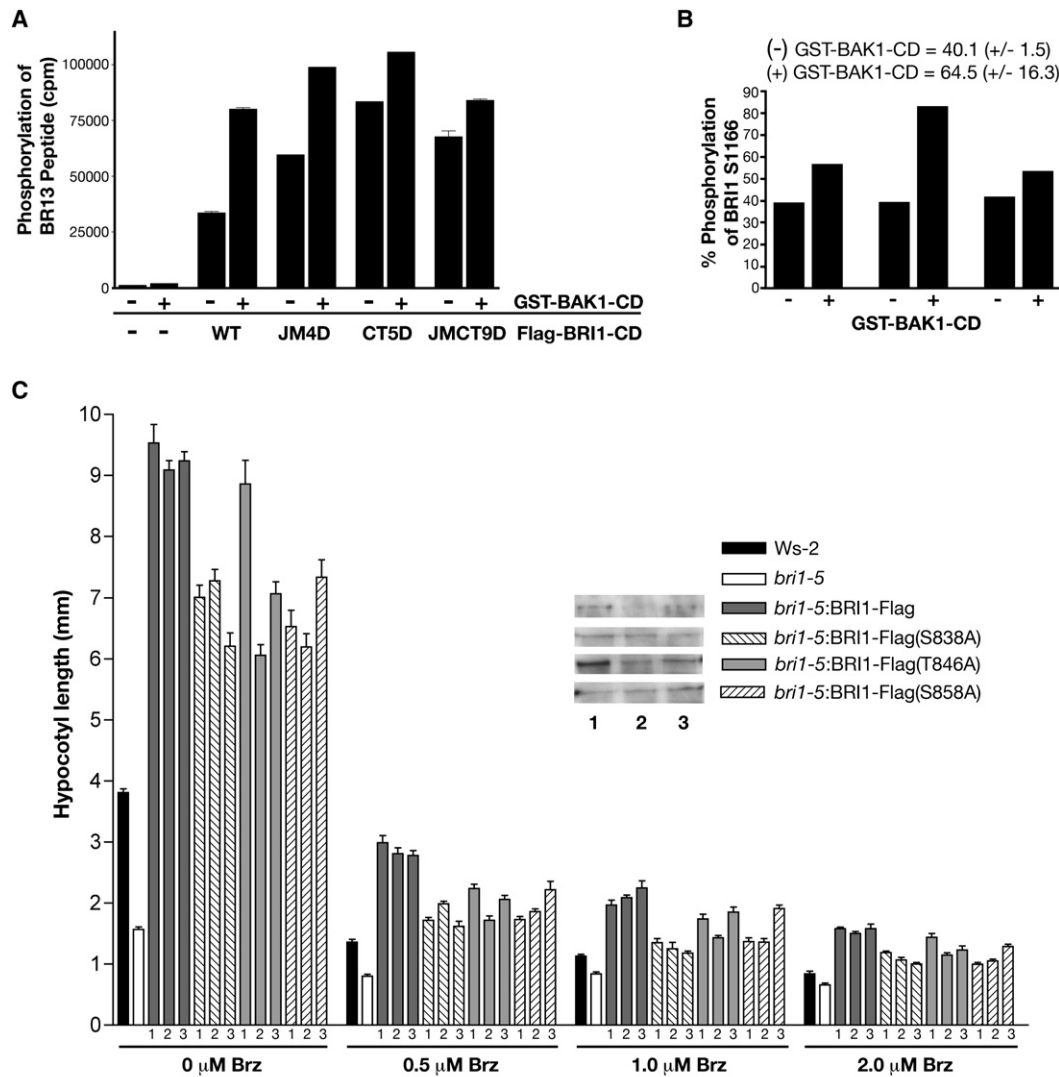 A
Phosphorylation of
BR13 Peptide (cpm)
100000
75000
50000
25000
0
- + - + - + - + - + GST-BAK1-CD
- - WT JM4D CT5D JMCT9D Flag-BRI1-CD
B
(-) GST-BAK1-CD = 40.1 (+/- 1.5)
(+) GST-BAK1-CD = 64.5 (+/- 16.3)
% Phosphorylation
of BRI1 S1166
90
80
70
60
50
40
30
20
10
0
- + - + - +
GST-BAK1-CD
C
Hypocotyl length (mm)
10
9
8
7
6
5
4
3
2
1
0
Ws-2
bri1-5
bri1-5:BRI1-Flag
bri1-5:BRI1-Flag(S838A)
bri1-5:BRI1-Flag(T846A)
bri1-5:BRI1-Flag(S858A)
1 2 3
1 2 3 1 2 3 1 2 3 1 2 3 1 2 3 1 2 3 1 2 3 1 2 3 1 2 3 1 2 3 1 2 3 1 2 3 1 2 3 1 2 3 1 2 3 1 2 3
0 μM Brz 0.5 μM Brz 1.0 μM Brz 2.0 μM Brz